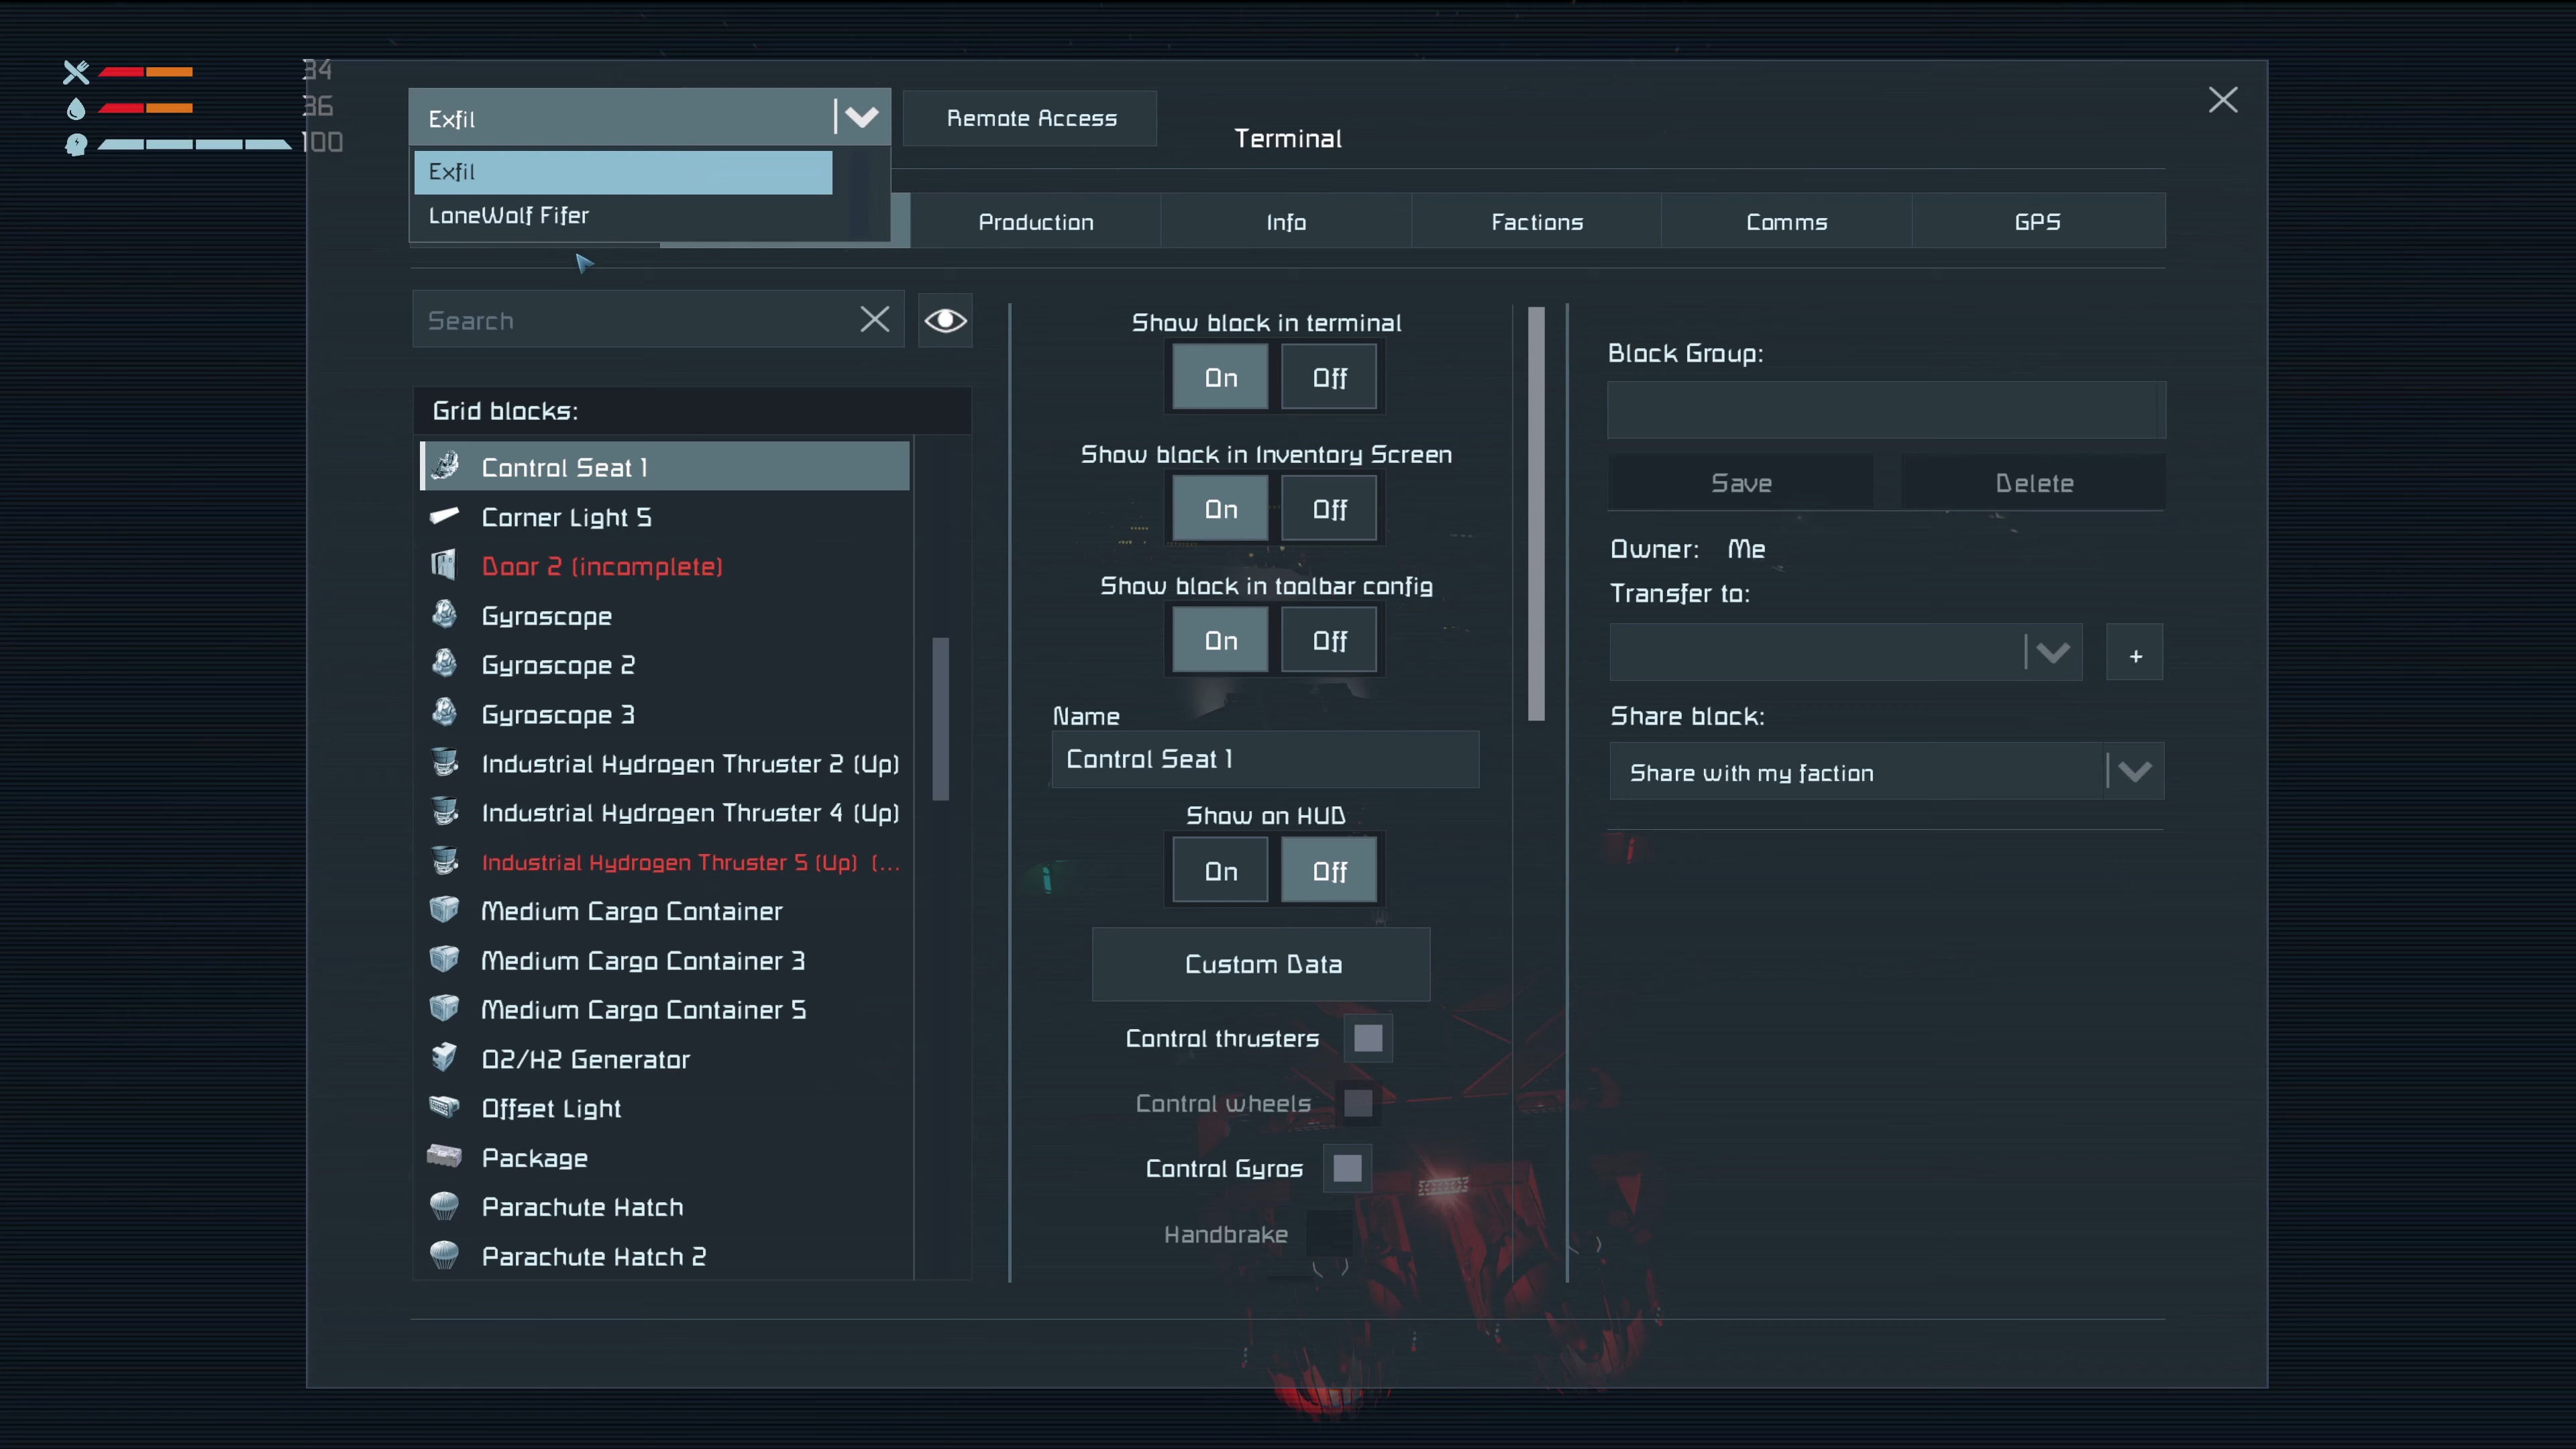 34
36
100
Exfil
Remote Access
Terminal
Exfil
LoneWolf Fifer
Production
Info
Factions
Comms
GPS
Search
Grid blocks:
Control Seat 1
Corner Light 5
Door 2 (incomplete)
Gyroscope
Gyroscope 2
Gyroscope 3
Industrial Hydrogen Thruster 2 (Up)
Industrial Hydrogen Thruster 4 (Up)
Industrial Hydrogen Thruster 5 (Up) (...
Medium Cargo Container
Medium Cargo Container 3
Medium Cargo Container 5
O2/H2 Generator
Offset Light
Package
Parachute Hatch
Parachute Hatch 2
Show block in terminal
On
Off
Show block in Inventory Screen
On
Off
Show block in toolbar config
On
Off
Name
Control Seat 1
Show on HUD
On
Off
Custom Data
Control thrusters
Control wheels
Control Gyros
Handbrake
Block Group:
Save
Delete
Owner: Me
Transfer to:
+
Share block:
Share with my faction